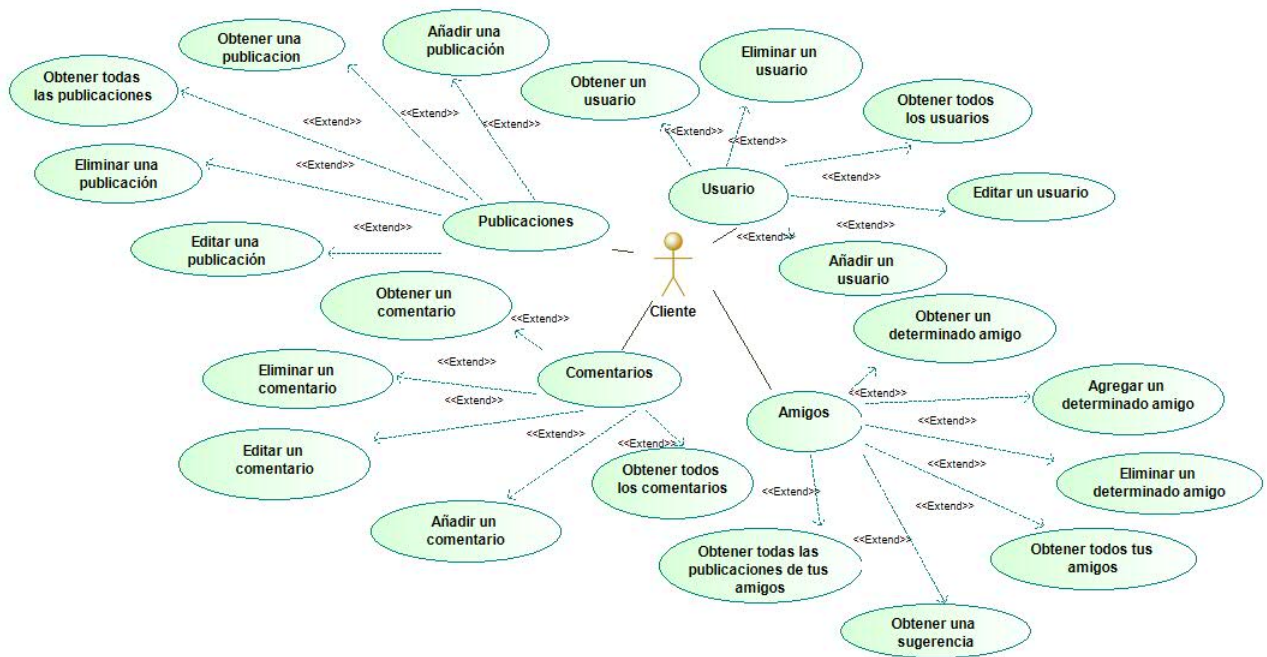 Obtener una
publicacion
Añadir una
publicación
Obtener todas
las publicaciones
Eliminar una
publicación
Editar una
publicación
<<Extend>>
<<Extend>>
<<Extend>>
<<Extend>>
<<Extend>>
Publicaciones
Obtener un
usuario
Eliminar un
usuario
Obtener todos
los usuarios
Editar un usuario
Añadir un
usuario
<<Extend>>
<<Extend>>
<<Extend>>
<<Extend>>
<<Extend>>
Usuario
Cliente
Obtener un
comentario
Eliminar un
comentario
Editar un
comentario
Añadir un
comentario
Obtener todos
los comentarios
<<Extend>>
<<Extend>>
<<Extend>>
<<Extend>>
<<Extend>>
Comentarios
Amigos
Obtener un
determinado amigo
Agregar un
determinado amigo
Eliminar un
determinado amigo
Obtener todos tus
amigos
Obtener una
sugerencia
Obtener todas las
publicaciones de tus
amigos
<<Extend>>
<<Extend>>
<<Extend>>
<<Extend>>
<<Extend>>
<<Extend>>